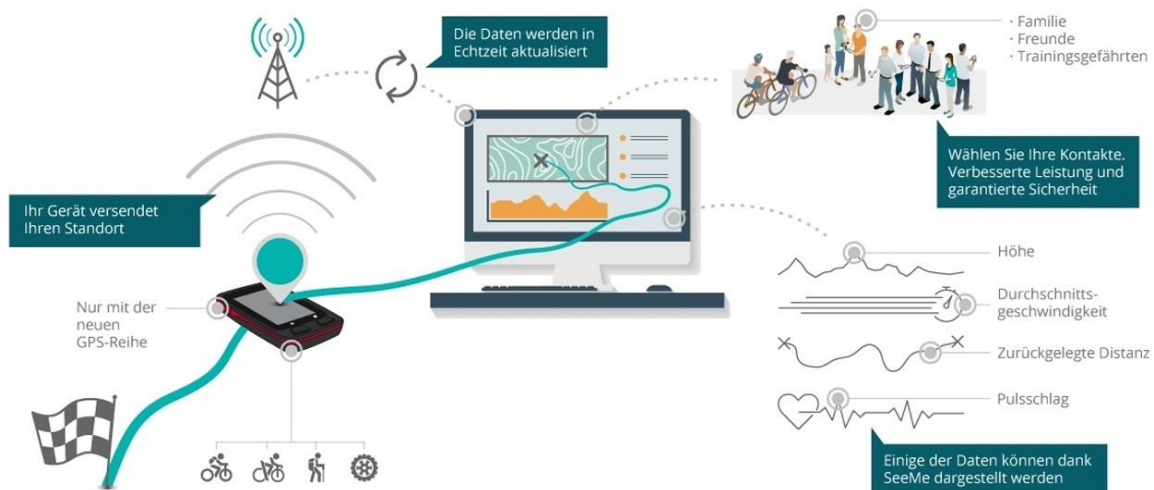 Die Daten werden in
Echtzeit aktualisiert
· Familie
· Freunde
· Trainingsgefährten
Wählen Sie Ihre Kontakte.
Verbesserte Leistung und
garantierte Sicherheit
Ihr Gerät versendet
Ihren Standort
Nur mit der
neuen
GPS-Reihe
Höhe
Durchschnitts-
geschwindigkeit
Zurückgelegte Distanz
Pulsschlag
Einige der Daten können dank
SeeMe dargestellt werden